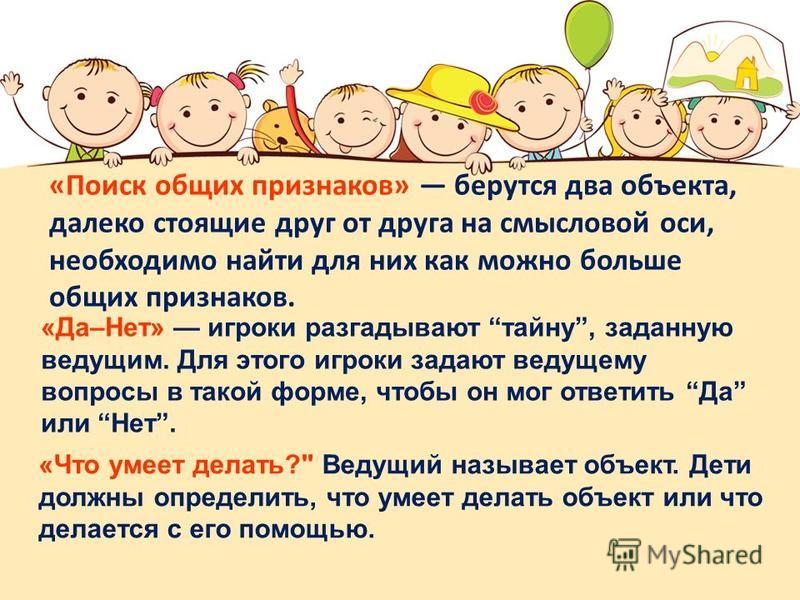 «Поиск общих признаков» — берутся два объекта,
далеко стоящие друг от друга на смысловой оси,
необходимо найти для них как можно больше
общих признаков.
«Да–Нет» — игроки разгадывают “тайну”, заданную
ведущим. Для этого игроки задают ведущему
вопросы в такой форме, чтобы он мог ответить “Да”
или “Нет”.
«Что умеет делать?" Ведущий называет объект. Дети
должны определить, что умеет делать объект или что
делается с его помощью.
MyShared